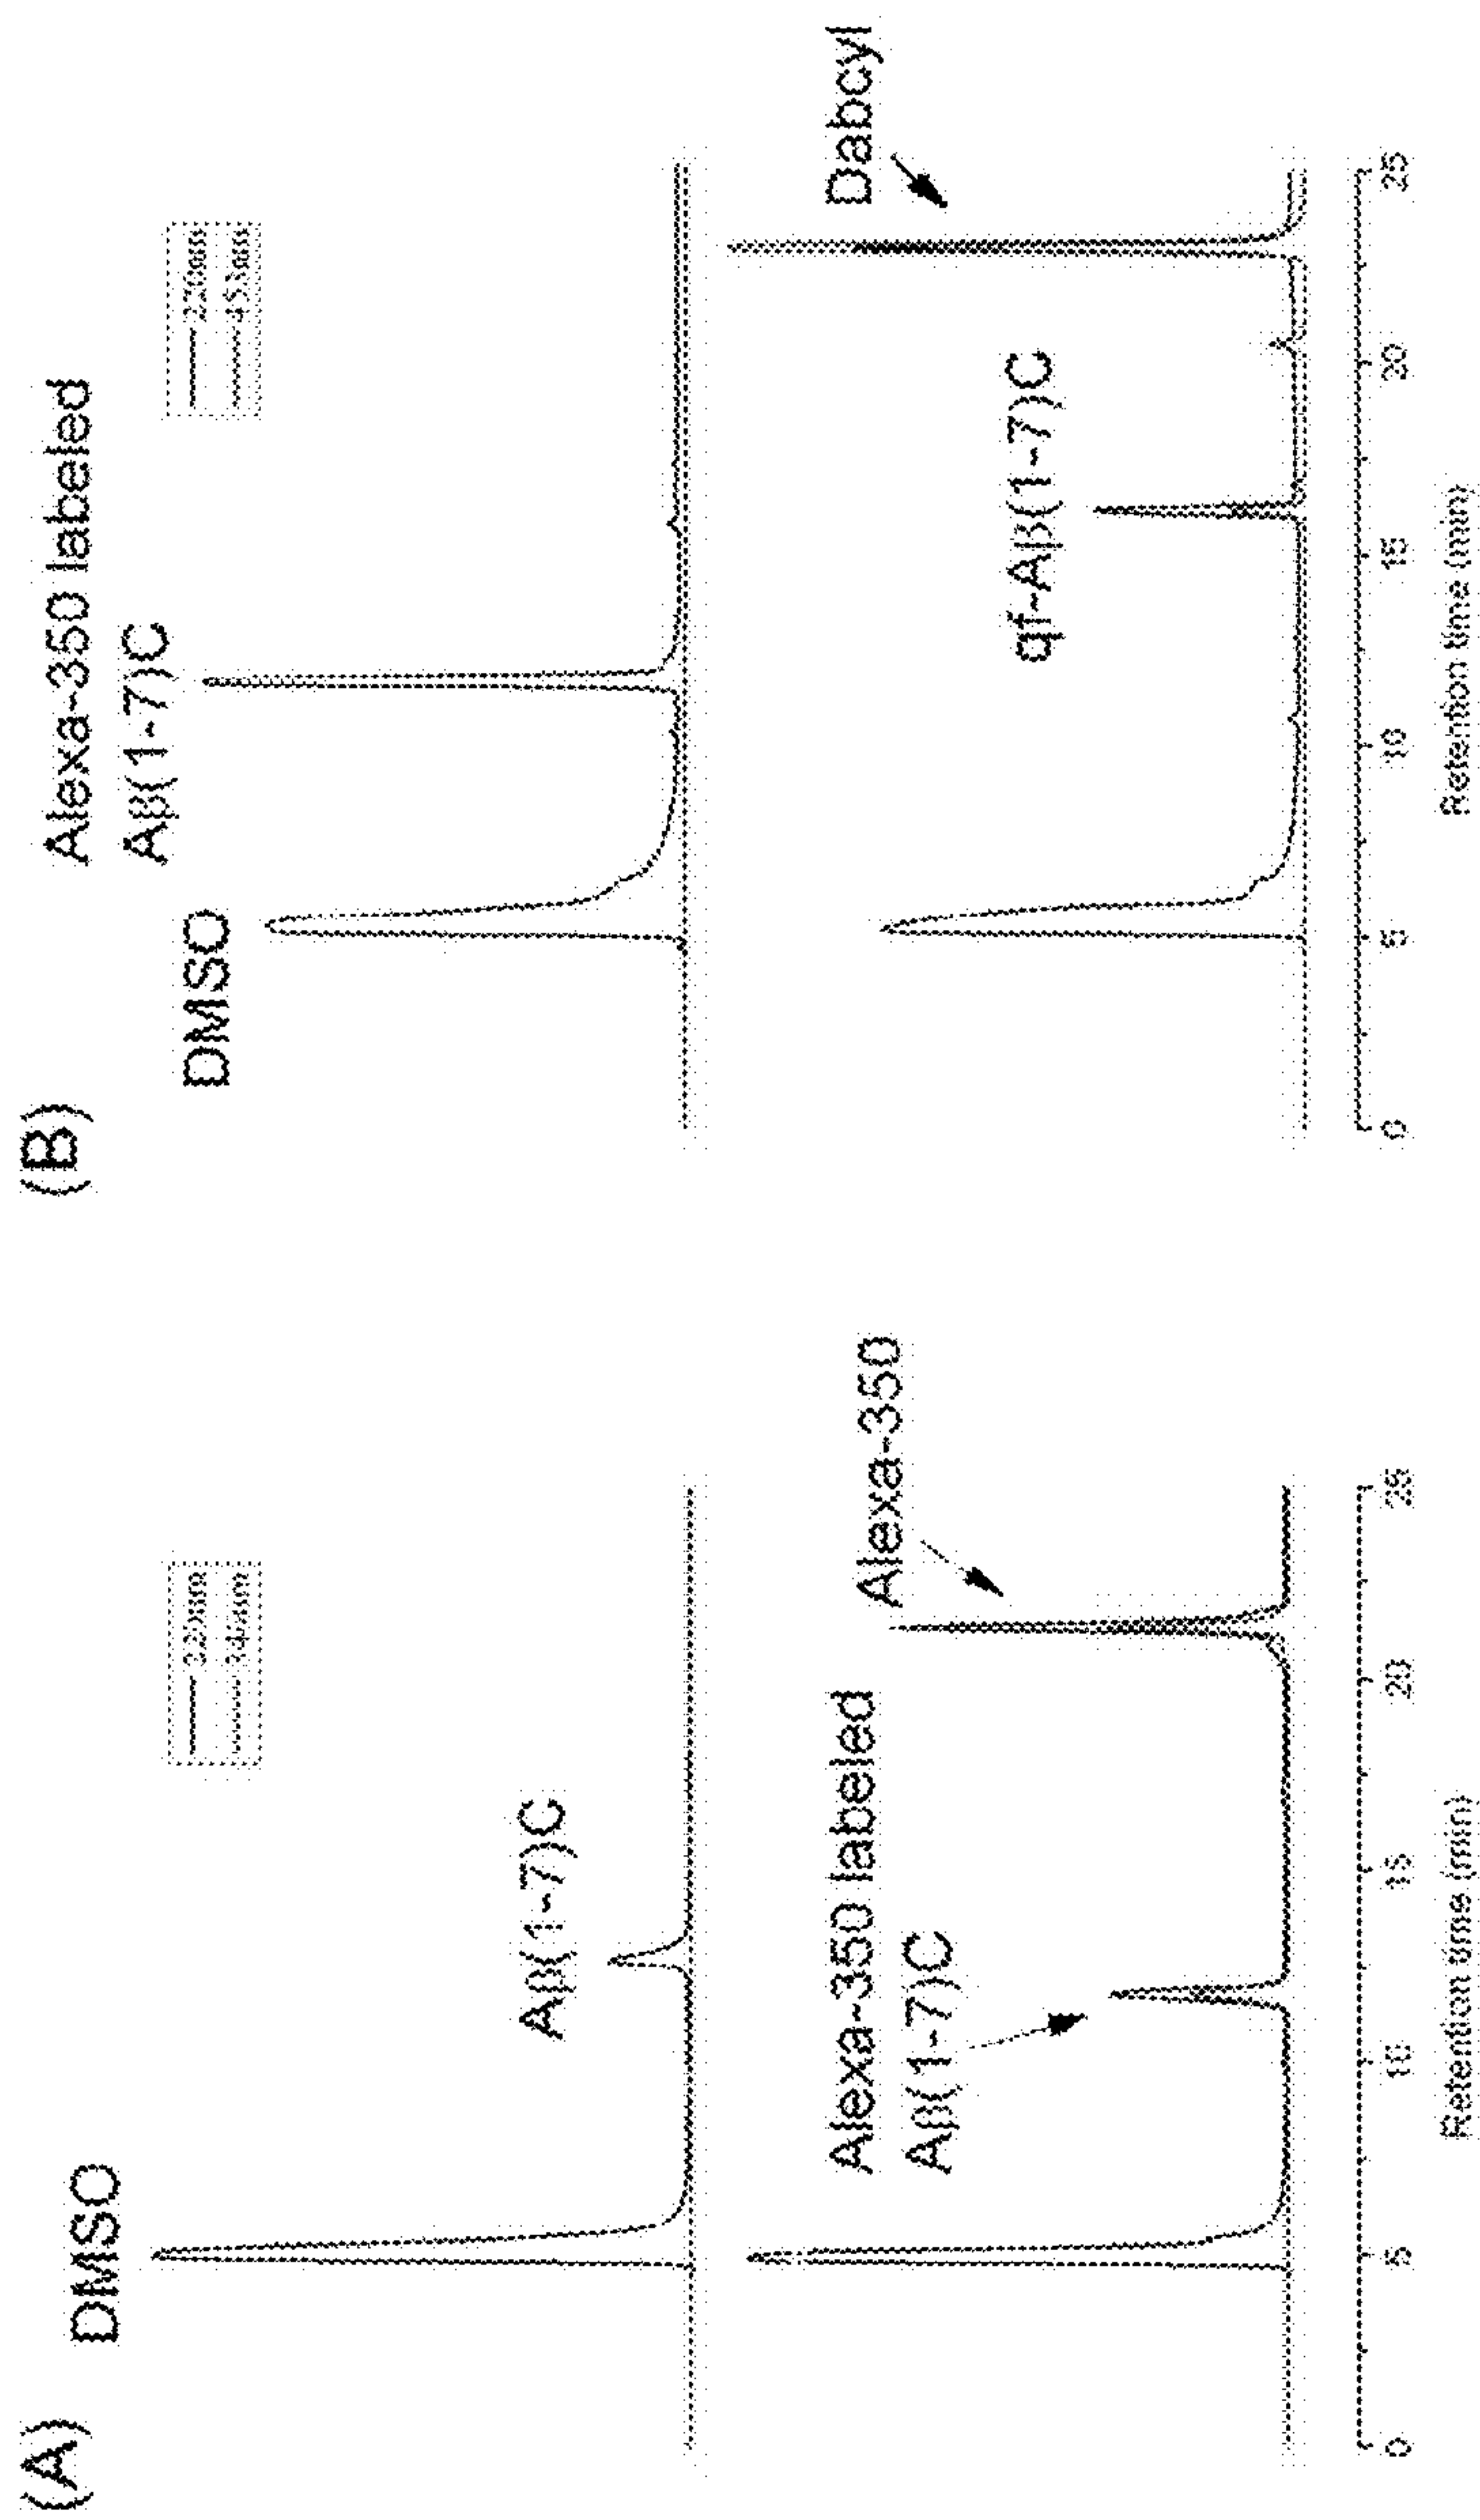 (A)
DMSO
Aβ(1-7)C
Alexa-350 labeled
Aβ(1-7)C
Alexa-350
0 5 10 15 20 25
Retention time (min)
(B)
Alexa-350 labeled
Aβ(1-7)C
DMSO
qf-Aβ(1-7)C
Dabcyl
0 5 10 15 20 25
Retention time (min)